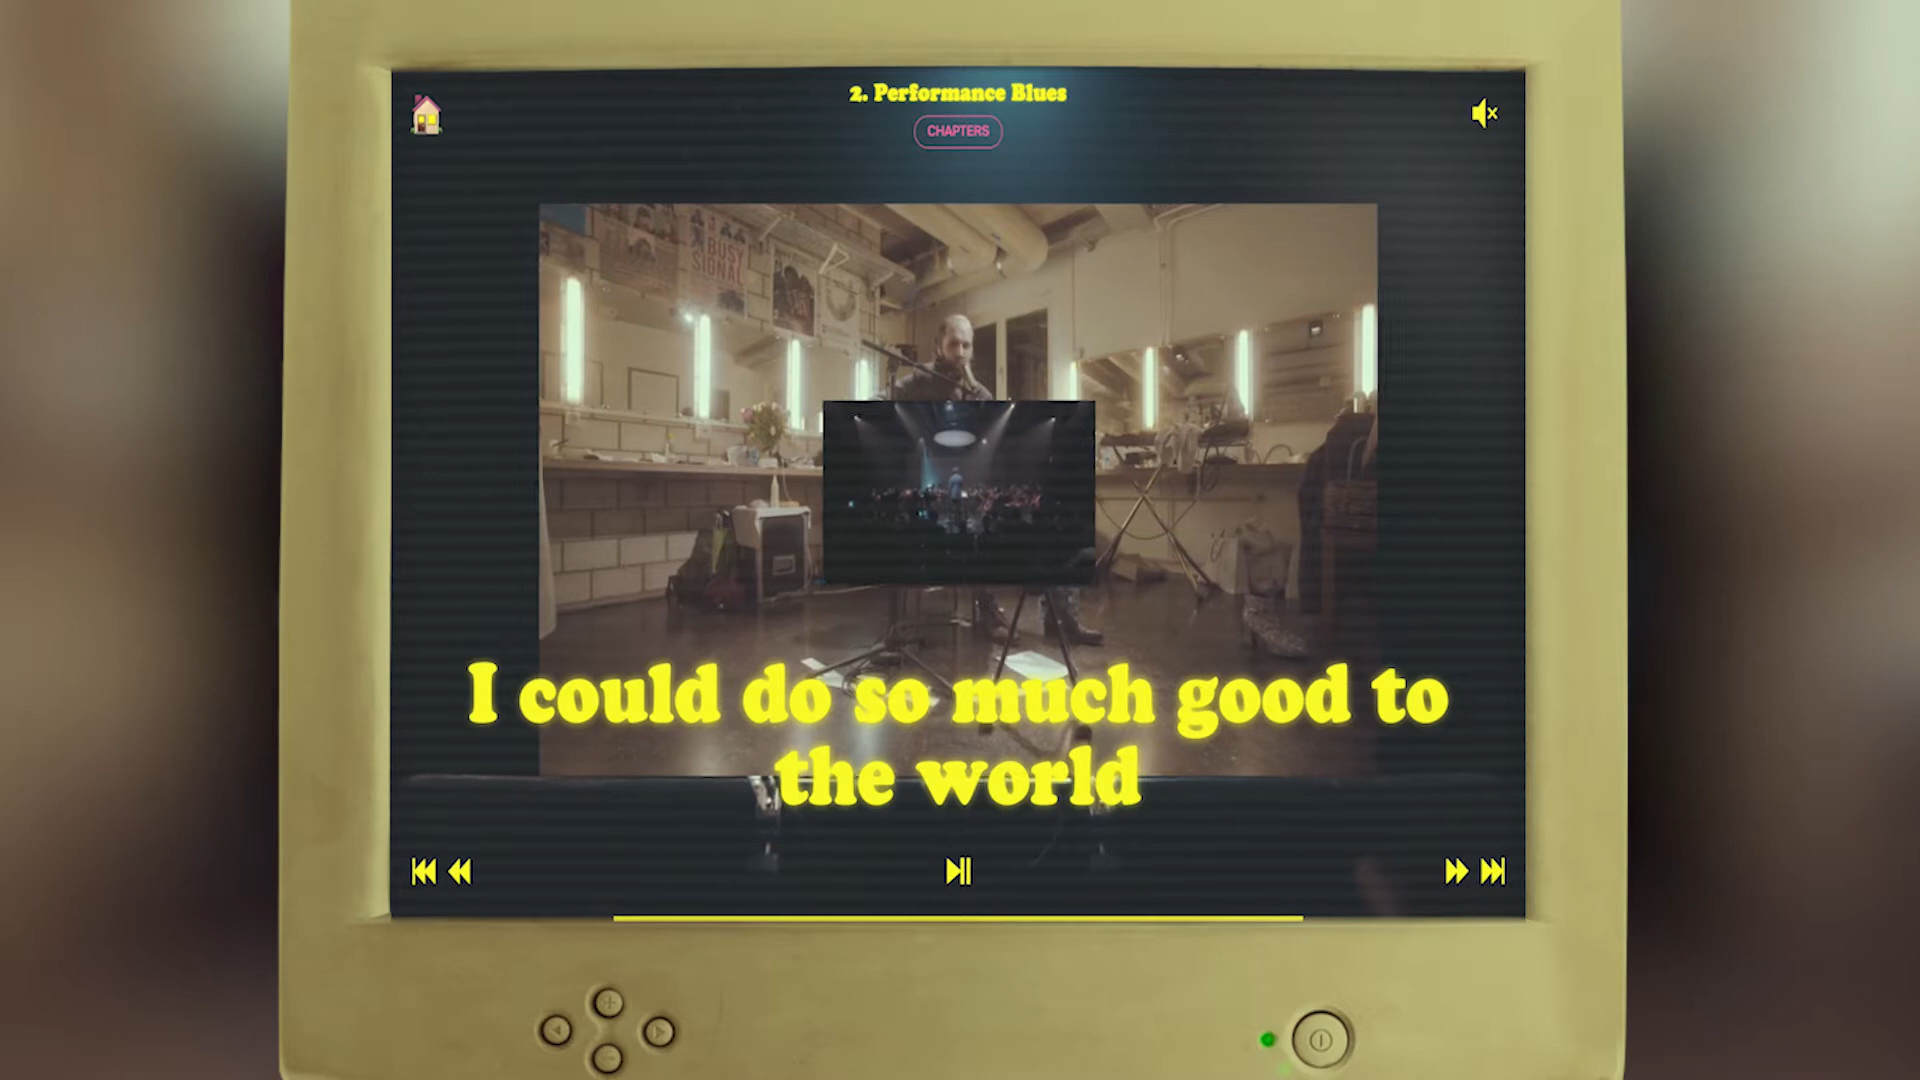 2. Performance Blues
CHAPTERS
BUSY
SIGNAL
I could do so much good to
the world